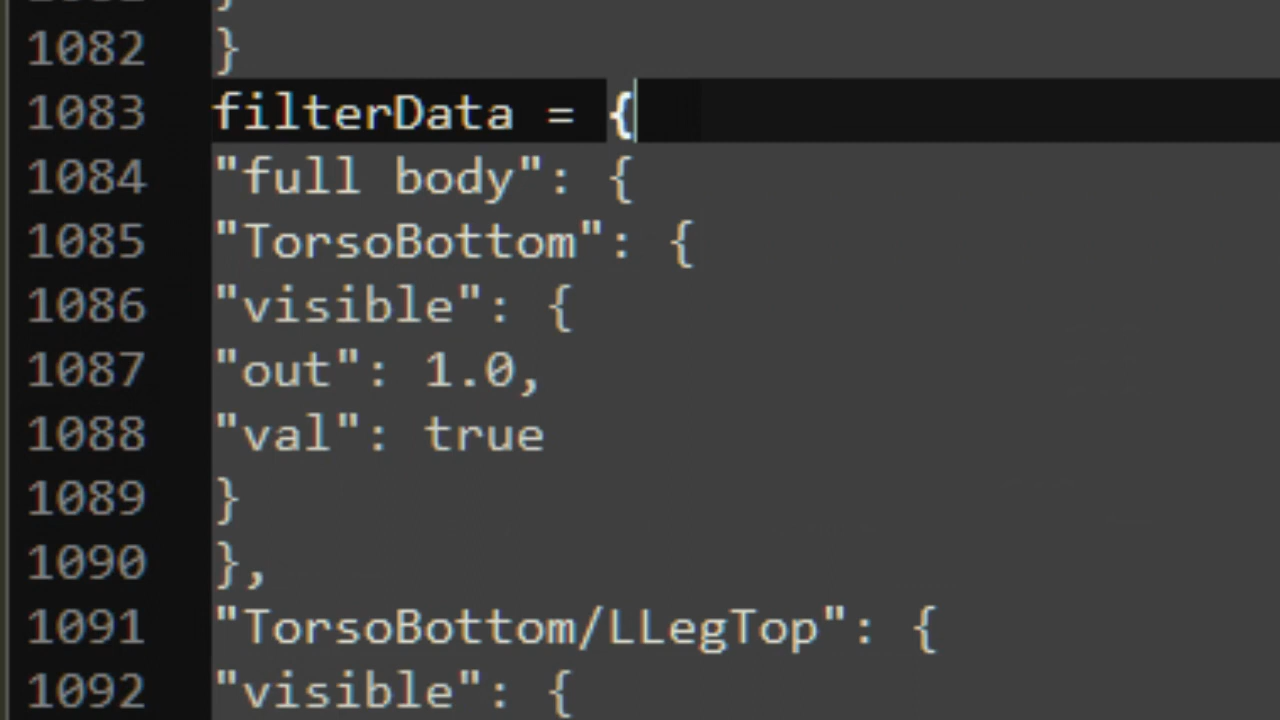 }
1082 }
1083 filterData = {
1084 "full body": {
1085 "TorsoBottom": {
1086 "visible": {
1087 "out": 1.0,
1088 "val": true
1089 }
1090 },
1091 "TorsoBottom/LLegTop": {
1092 "visible": {